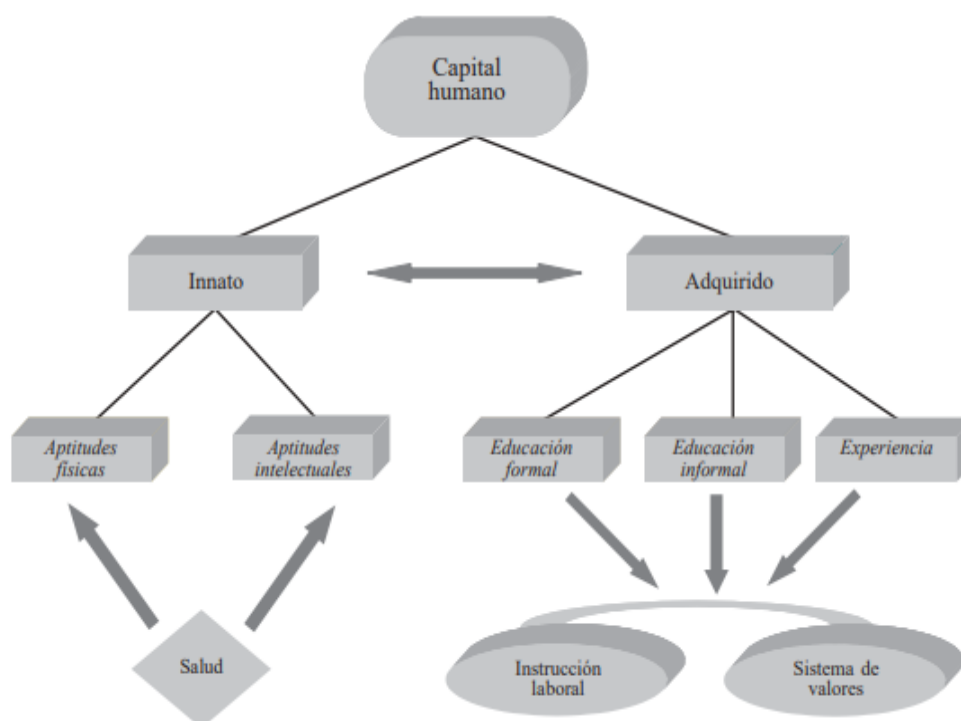 Capital
humano
Innato
Adquirido
Aptitudes
físicas
Aptitudes
intelectuales
Educación
formal
Educación
informal
Experiencia
Salud
Instrucción
laboral
Sistema de
valores